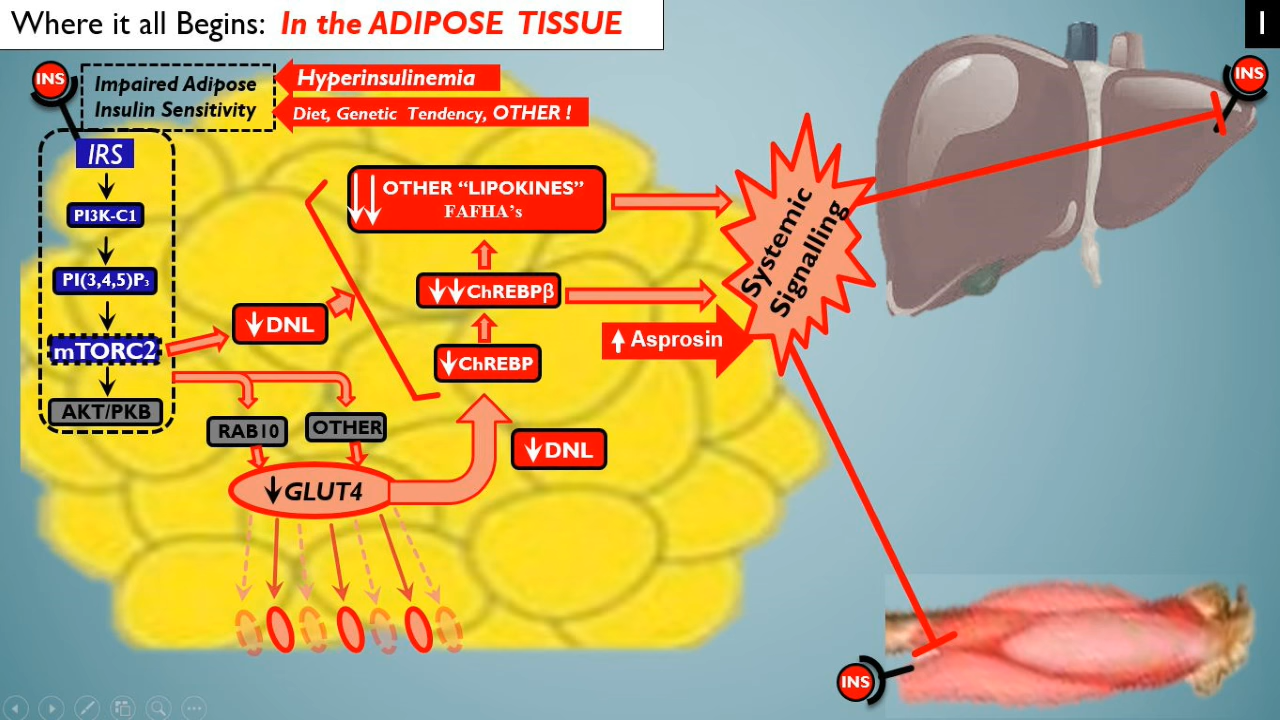 Where it all Begins: In the ADIPOSE TISSUE
I
INS
Impaired Adipose
Insulin Sensitivity
Hyperinsulinemia
Diet, Genetic Tendency, OTHER !
IRS
PI3K-C1
PI(3,4,5)P₃
mTORC2
AKT/PKB
↓DNL
RAB10
OTHER
↓GLUT4
↓DNL
↓ChREBP
↓↓ChREBPβ
↓↓ OTHER “LIPOKINES”
FAFHA’s
↑ Asprosin
Systemic
Signalling
INS
INS